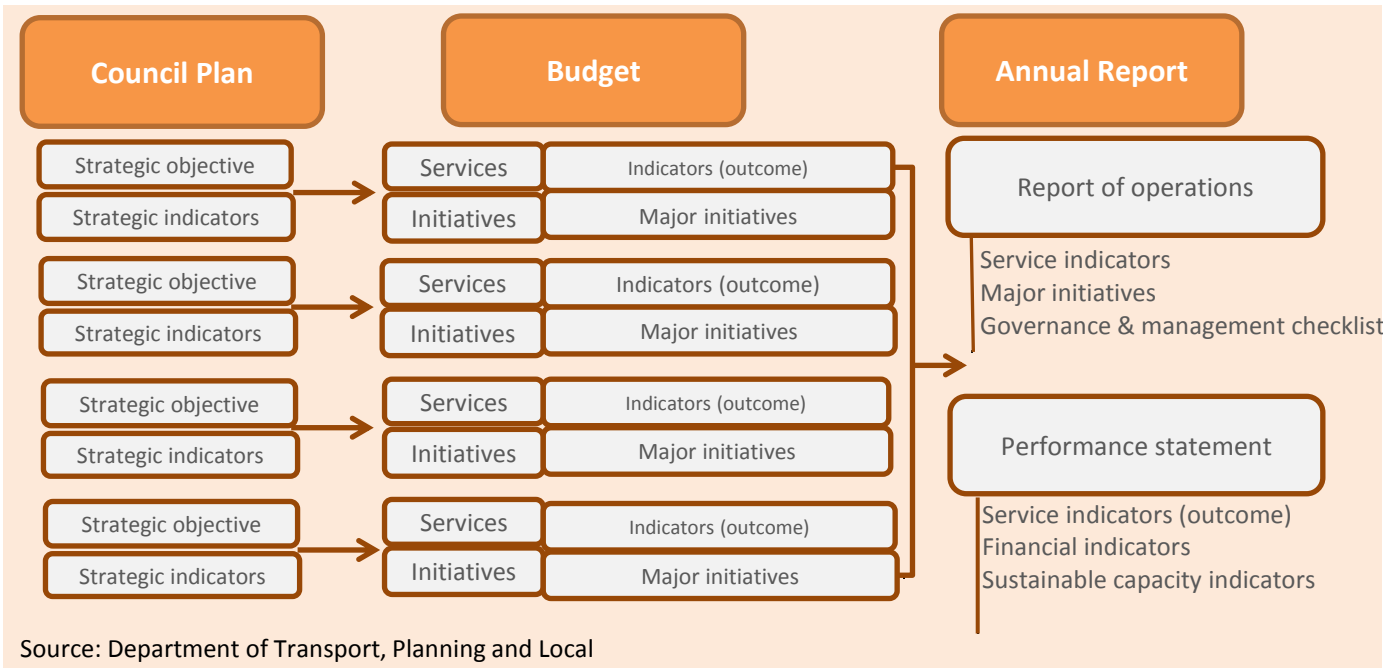 Council Plan
Budget
Annual Report
Strategic objective
Strategic indicators
Services
Indicators (outcome)
Initiatives
Major initiatives
Strategic objective
Strategic indicators
Services
Indicators (outcome)
Initiatives
Major initiatives
Strategic objective
Strategic indicators
Services
Indicators (outcome)
Initiatives
Major initiatives
Strategic objective
Strategic indicators
Services
Indicators (outcome)
Initiatives
Major initiatives
Report of operations
Service indicators
Major initiatives
Governance & management checklist
Performance statement
Service indicators (outcome)
Financial indicators
Sustainable capacity indicators
Source: Department of Transport, Planning and Local